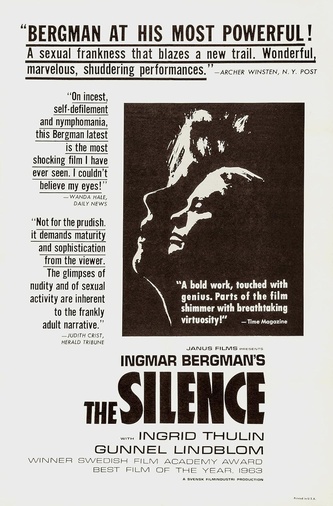 "BERGMAN AT HIS MOST POWERFUL!
A sexual frankness that blazes a new trail. Wonderful,
marvelous, shuddering performances." —ARCHER WINSTEN, N. Y. POST
"On incest,
self-defilement
and nymphomania,
this Bergman latest
is the most
shocking film I have
ever seen. I couldn't
believe my eyes!"
—WANDA HALE,
DAILY NEWS
"Not for the prudish.
it demands maturity
and sophistication
from the viewer.
The glimpses of
nudity and of sexual
activity are inherent
to the frankly
adult narrative."
—JUDITH CRIST,
HERALD TRIBUNE
"A bold work, touched with
genius. Parts of the film
shimmer with breathtaking
virtuosity!" —Time Magazine
JANUS FILMS PRESENTS
INGMAR BERGMAN'S
THE SILENCE
WITH INGRID THULIN
GUNNEL LINDBLOM
WINNER SWEDISH FILM ACADEMY AWARD
BEST FILM OF THE YEAR, 1963
A SVENSK FILMINDUSTRI PRODUCTION